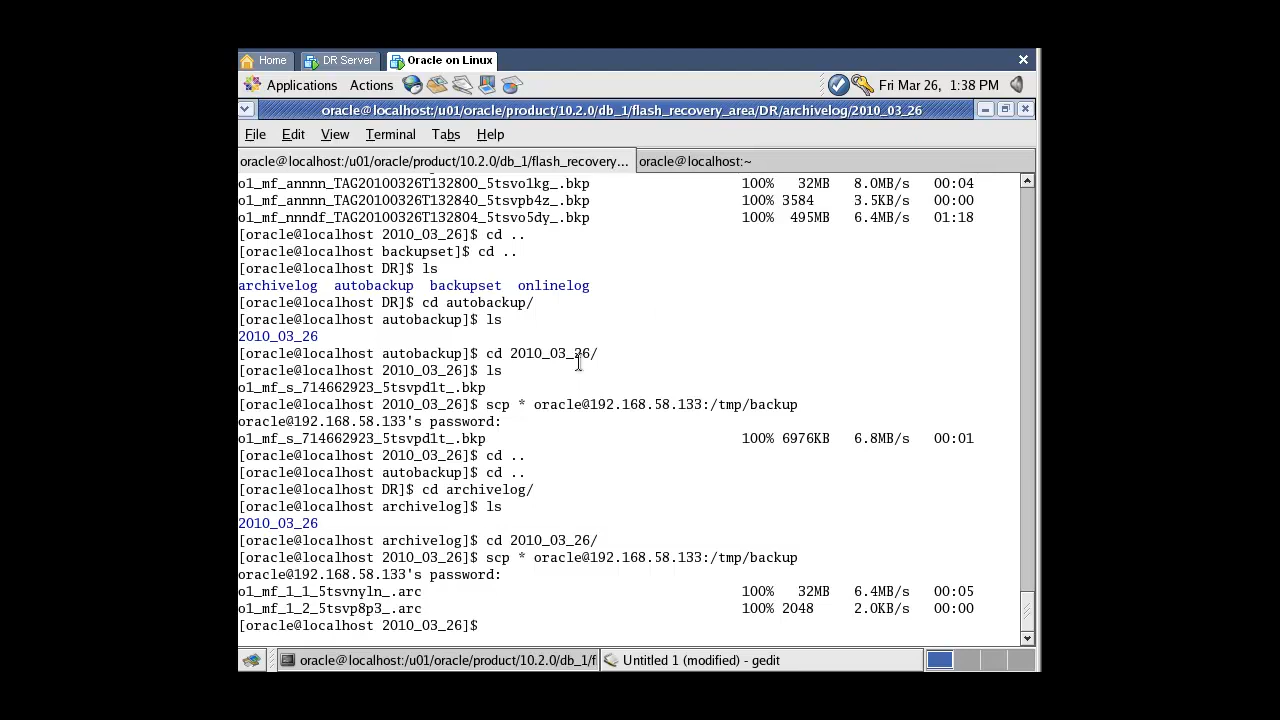 Home DR Server Oracle on Linux
Applications Actions Fri Mar 26, 1:38 PM
oracle@localhost:/u01/oracle/product/10.2.0/db_1/flash_recovery_area/DR/archivelog/2010_03_26
File Edit View Terminal Tabs Help
oracle@localhost:/u01/oracle/product/10.2.0/db_1/flash_recovery... oracle@localhost:~
o1_mf_annnn_TAG20100326T132800_5tsvo1kg_.bkp 100% 32MB 8.0MB/s 00:04
o1_mf_annnn_TAG20100326T132840_5tsvpb4z_.bkp 100% 3584 3.5KB/s 00:00
o1_mf_nnndf_TAG20100326T132804_5tsvo5dy_.bkp 100% 495MB 6.4MB/s 01:18
[oracle@localhost 2010_03_26]$ cd ..
[oracle@localhost backupset]$ cd ..
[oracle@localhost DR]$ ls
archivelog autobackup backupset onlinelog
[oracle@localhost DR]$ cd autobackup/
[oracle@localhost autobackup]$ ls
2010_03_26
[oracle@localhost autobackup]$ cd 2010_03_26/
[oracle@localhost 2010_03_26]$ ls
o1_mf_s_714662923_5tsvpd1t_.bkp
[oracle@localhost 2010_03_26]$ scp * oracle@192.168.58.133:/tmp/backup
oracle@192.168.58.133's password:
o1_mf_s_714662923_5tsvpd1t_.bkp 100% 6976KB 6.8MB/s 00:01
[oracle@localhost 2010_03_26]$ cd ..
[oracle@localhost autobackup]$ cd ..
[oracle@localhost DR]$ cd archivelog/
[oracle@localhost archivelog]$ ls
2010_03_26
[oracle@localhost archivelog]$ cd 2010_03_26/
[oracle@localhost 2010_03_26]$ scp * oracle@192.168.58.133:/tmp/backup
oracle@192.168.58.133's password:
o1_mf_1_1_5tsvnyln_.arc 100% 32MB 6.4MB/s 00:05
o1_mf_1_2_5tsvp8p3_.arc 100% 2048 2.0KB/s 00:00
[oracle@localhost 2010_03_26]$
oracle@localhost:/u01/oracle/product/10.2.0/db_1/f Untitled 1 (modified) - gedit